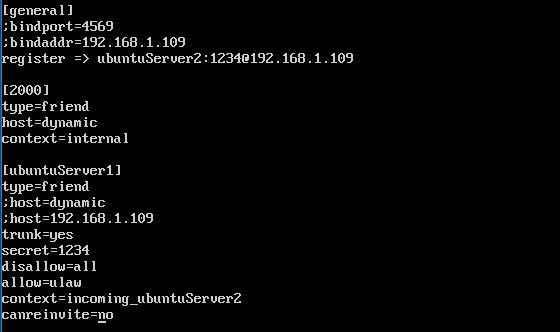 [general]
;bindport=4569
;bindaddr=192.168.1.109
register => ubuntuServer2:1234@192.168.1.109
[2000]
type=friend
host=dynamic
context=internal
[ubuntuServer1]
type=friend
;host=dynamic
;host=192.168.1.109
trunk=yes
secret=1234
disallow=all
allow=ulaw
context=incoming_ubuntuServer2
canreinvite=no